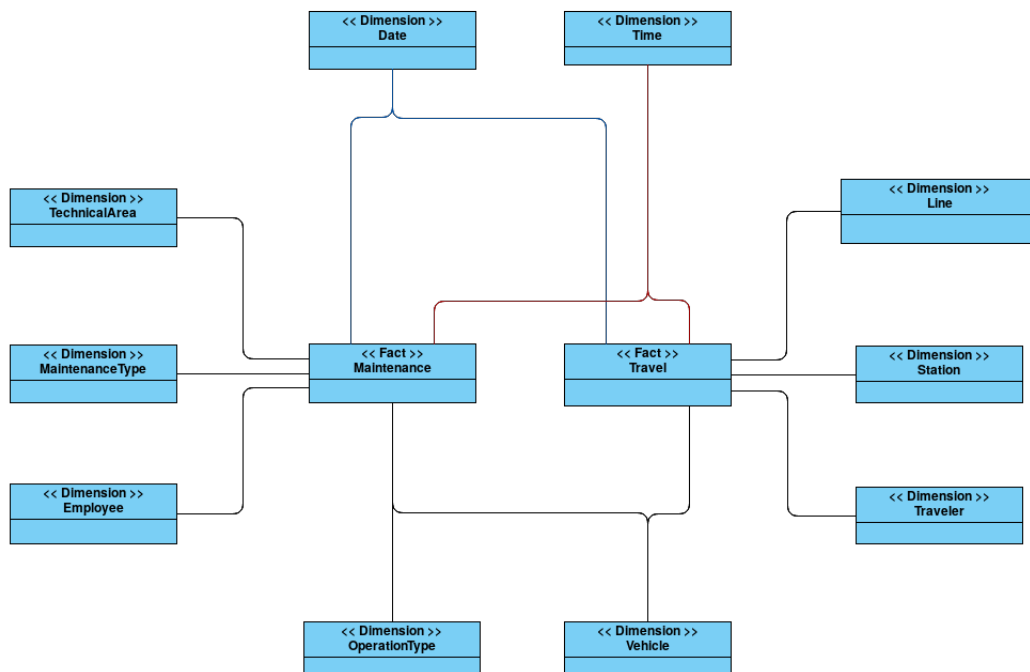 << Dimension >>
Date
<< Dimension >>
Time
<< Dimension >>
TechnicalArea
<< Dimension >>
Line
<< Dimension >>
MaintenanceType
<< Fact >>
Maintenance
<< Fact >>
Travel
<< Dimension >>
Station
<< Dimension >>
Employee
<< Dimension >>
Traveler
<< Dimension >>
OperationType
<< Dimension >>
Vehicle